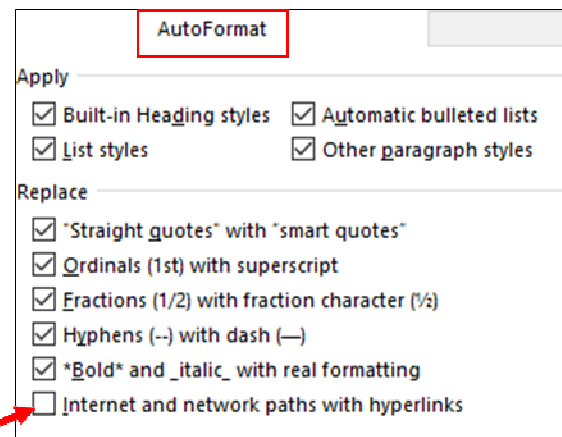 AutoFormat
Apply
Built-in Heading styles
Automatic bulleted lists
List styles
Other paragraph styles
Replace
"Straight quotes" with “smart quotes”
Ordinals (1st) with superscript
Fractions (1/2) with fraction character (½)
Hyphens (--) with dash (—)
*Bold* and _italic_ with real formatting
Internet and network paths with hyperlinks